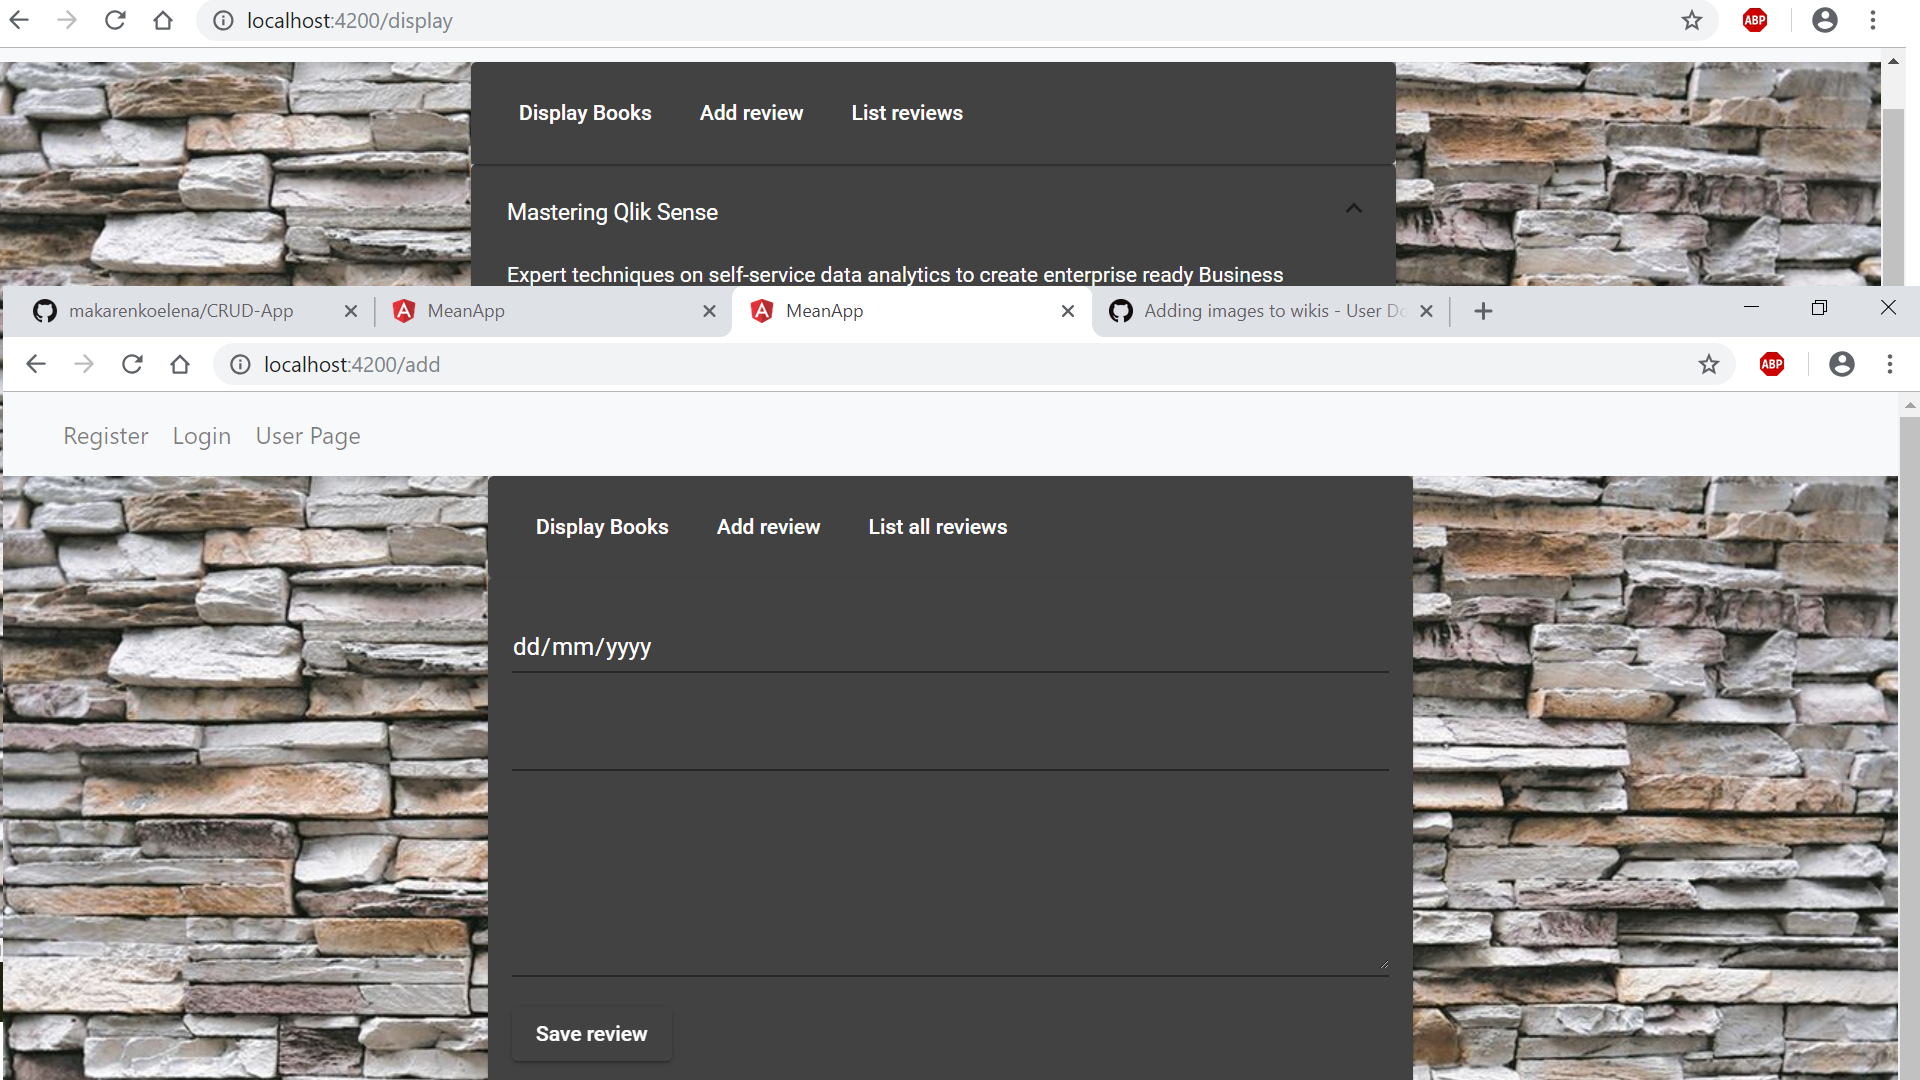 localhost:4200/display
ABP
Display Books Add review List reviews
Mastering Qlik Sense
Expert techniques on self-service data analytics to create enterprise ready Business
makarenkoelena/CRUD-App MeanApp MeanApp Adding images to wikis - User Do
localhost:4200/add
ABP
Register Login User Page
Display Books Add review List all reviews
dd/mm/yyyy
Save review